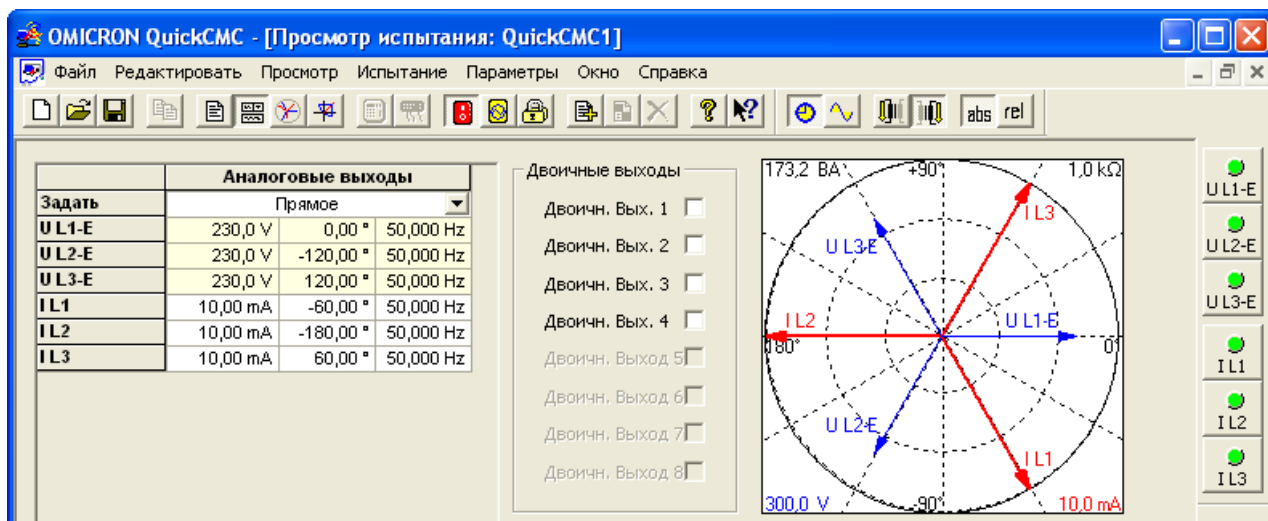 OMICRON QuickCMC - [Просмотр испытания: QuickCMC1]
Файл Редактировать Просмотр Испытание Параметры Окно Справка
abs rel
Аналоговые выходы
Задать Прямое
U L1-E 230,0 V 0,00 ° 50,000 Hz
U L2-E 230,0 V -120,00 ° 50,000 Hz
U L3-E 230,0 V 120,00 ° 50,000 Hz
I L1 10,00 mA -60,00 ° 50,000 Hz
I L2 10,00 mA -180,00 ° 50,000 Hz
I L3 10,00 mA 60,00 ° 50,000 Hz
Двоичные выходы
Двоичн. Вых. 1
Двоичн. Вых. 2
Двоичн. Вых. 3
Двоичн. Вых. 4
Двоичн. Выход 5
Двоичн. Выход 6
Двоичн. Выход 7
Двоичн. Выход 8
173,2 ВА +90° 1,0 kΩ
I L3
U L3-E
I L2 U L1-E
180° 0°
U L2-E
I L1
300,0 V -90° 10,0 mA
U L1-E
U L2-E
U L3-E
I L1
I L2
I L3